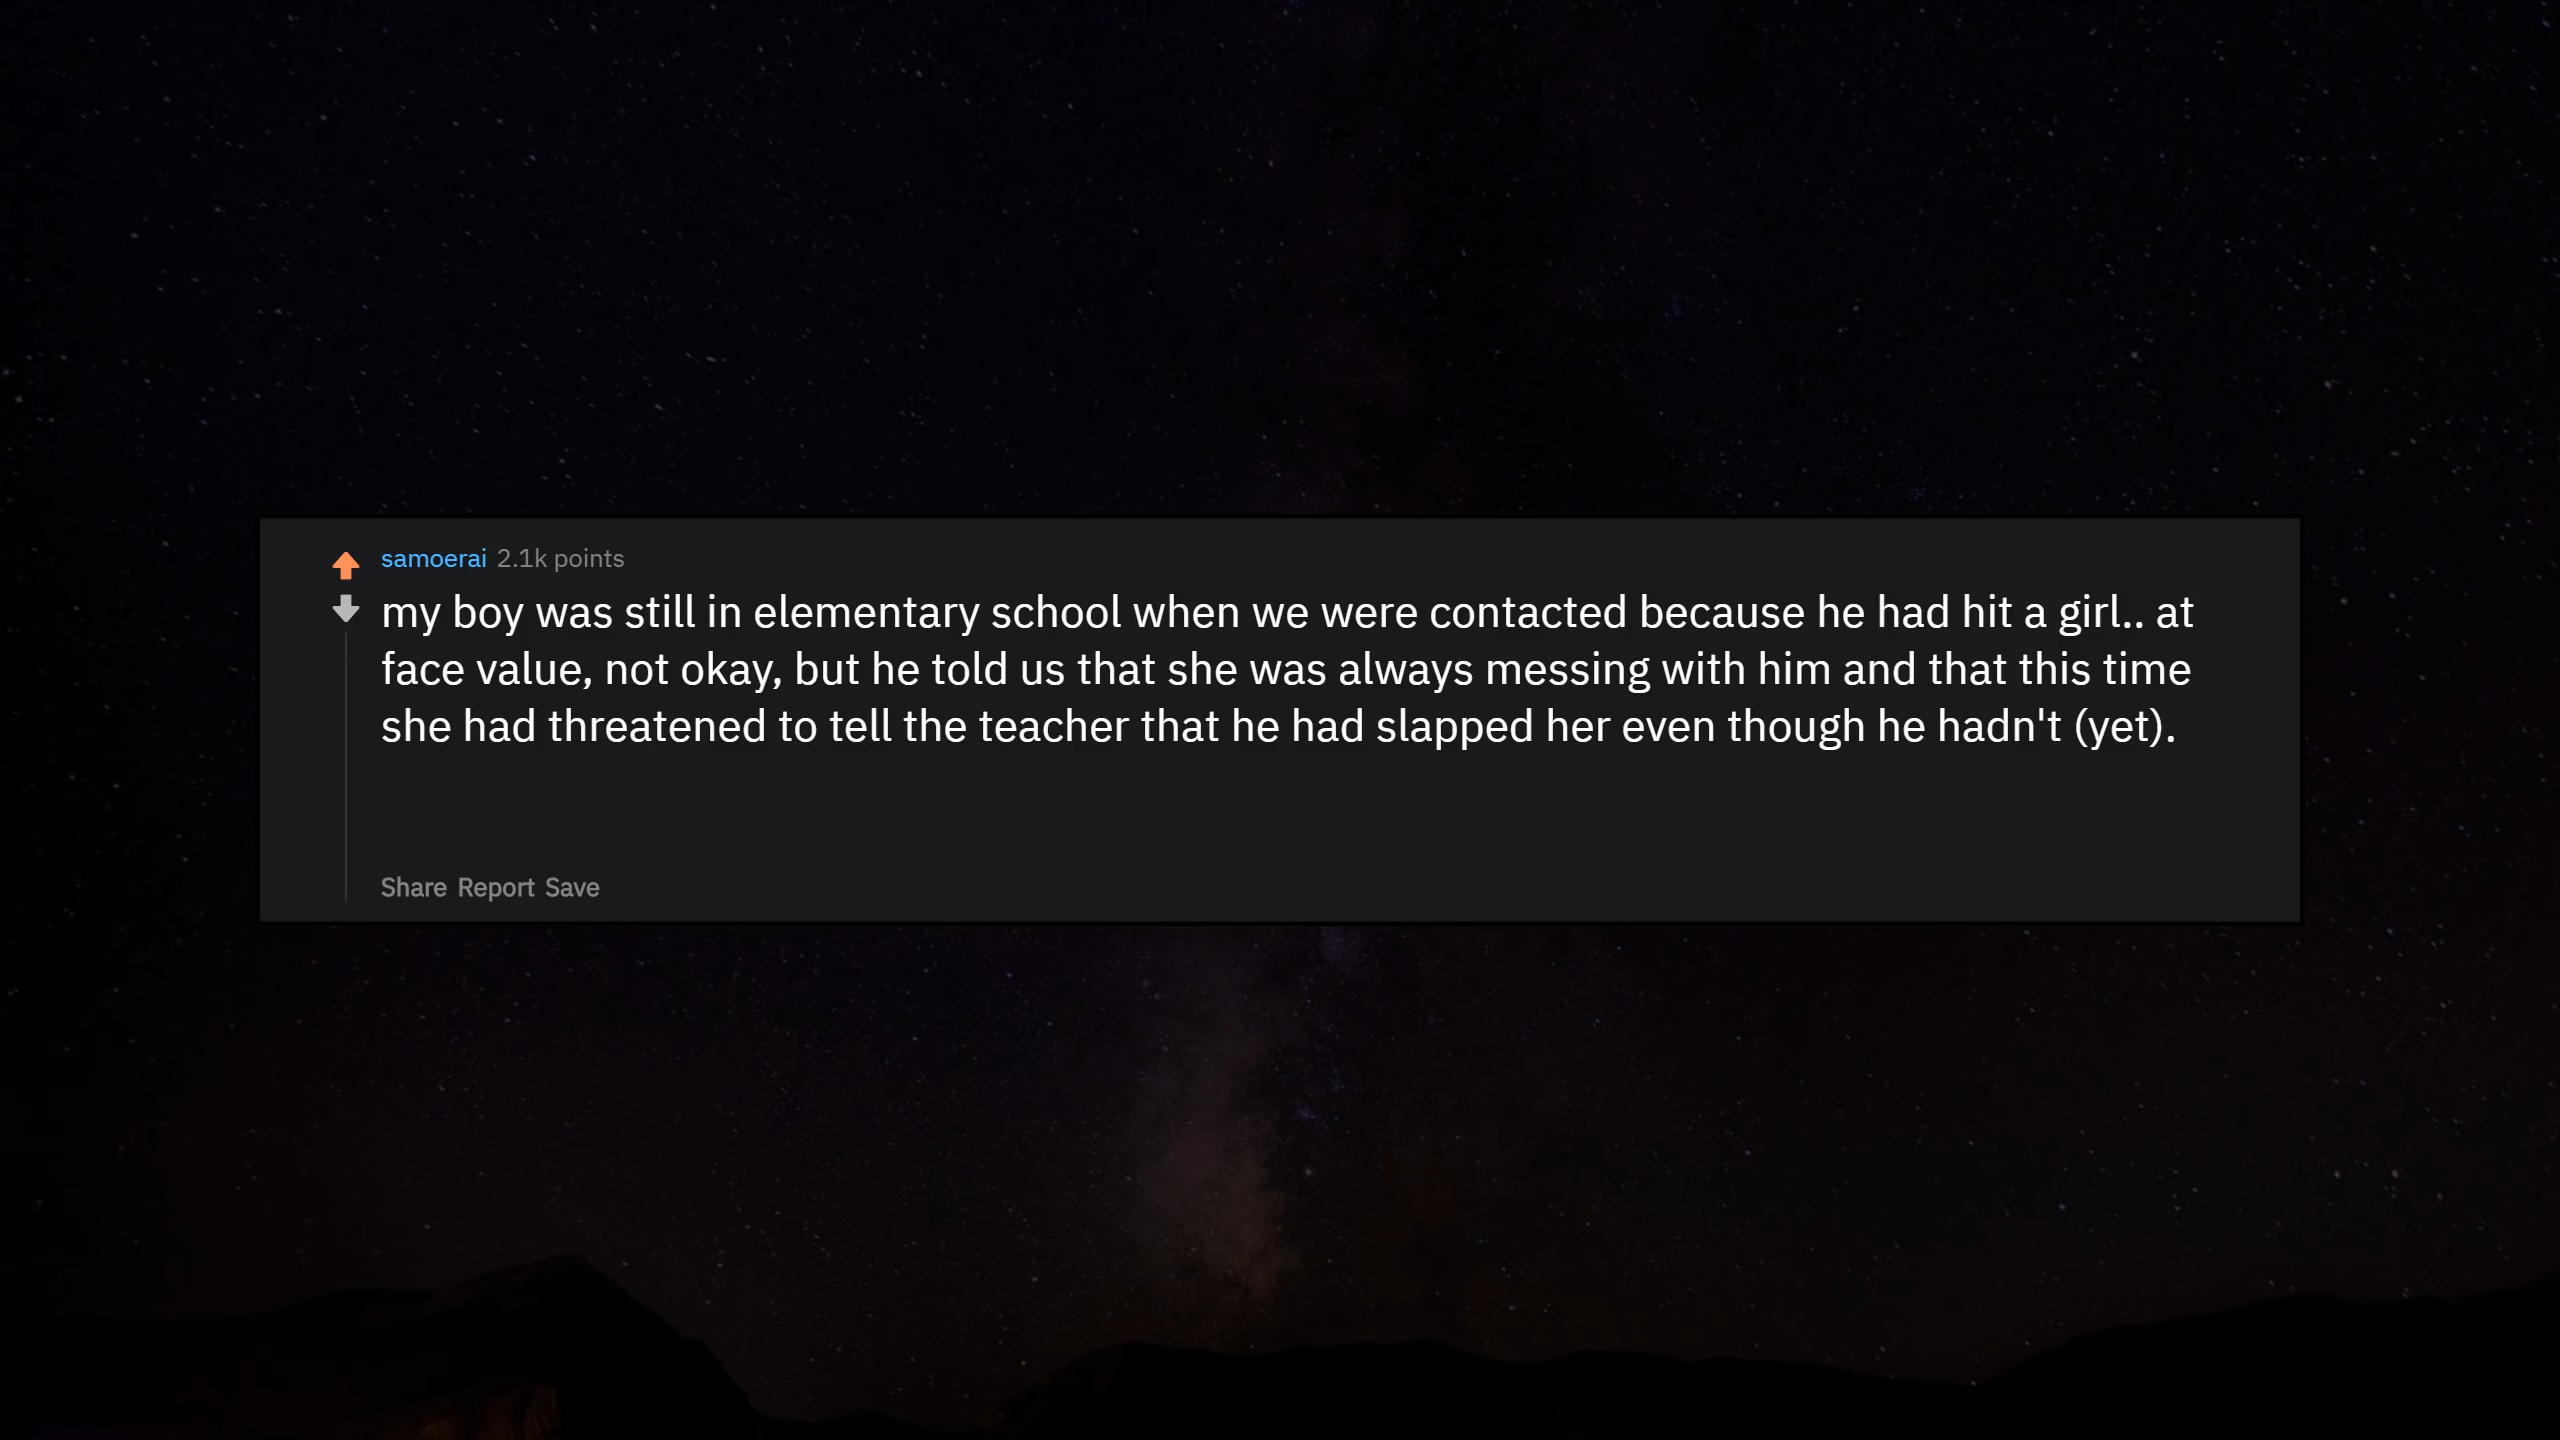 samoerai 2.1k points
my boy was still in elementary school when we were contacted because he had hit a girl.. at
face value, not okay, but he told us that she was always messing with him and that this time
she had threatened to tell the teacher that he had slapped her even though he hadn't (yet).
Share Report Save